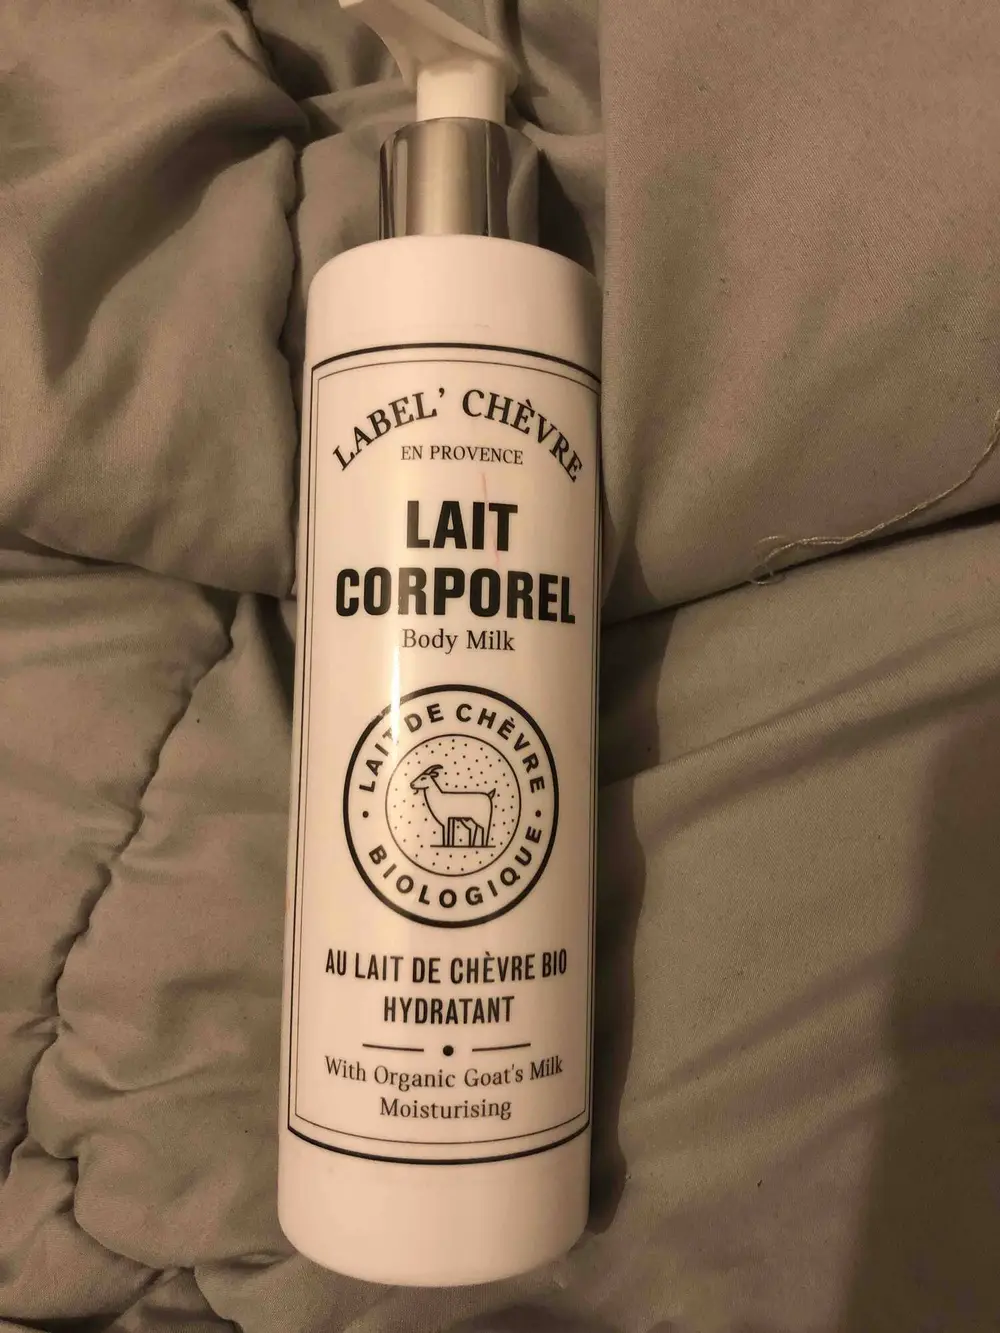 LABEL' CHÈVRE
EN PROVENCE
LAIT
CORPOREL
Body Milk
LAIT DE CHÈVRE
• BIOLOGIQUE •
AU LAIT DE CHÈVRE BIO
HYDRATANT
With Organic Goat's Milk
Moisturising